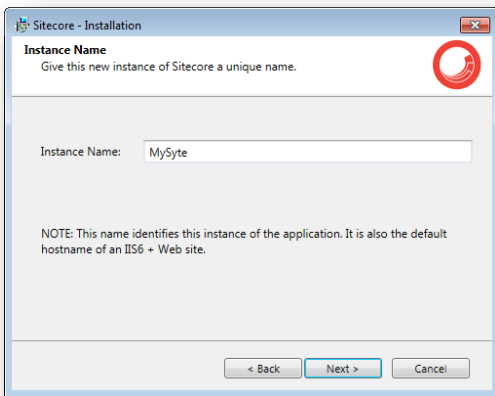 Sitecore - Installation
Instance Name
Give this new instance of Sitecore a unique name.
Instance Name: MySyte
NOTE: This name identifies this instance of the application. It is also the default
hostname of an IIS6 + Web site.
< Back Next > Cancel